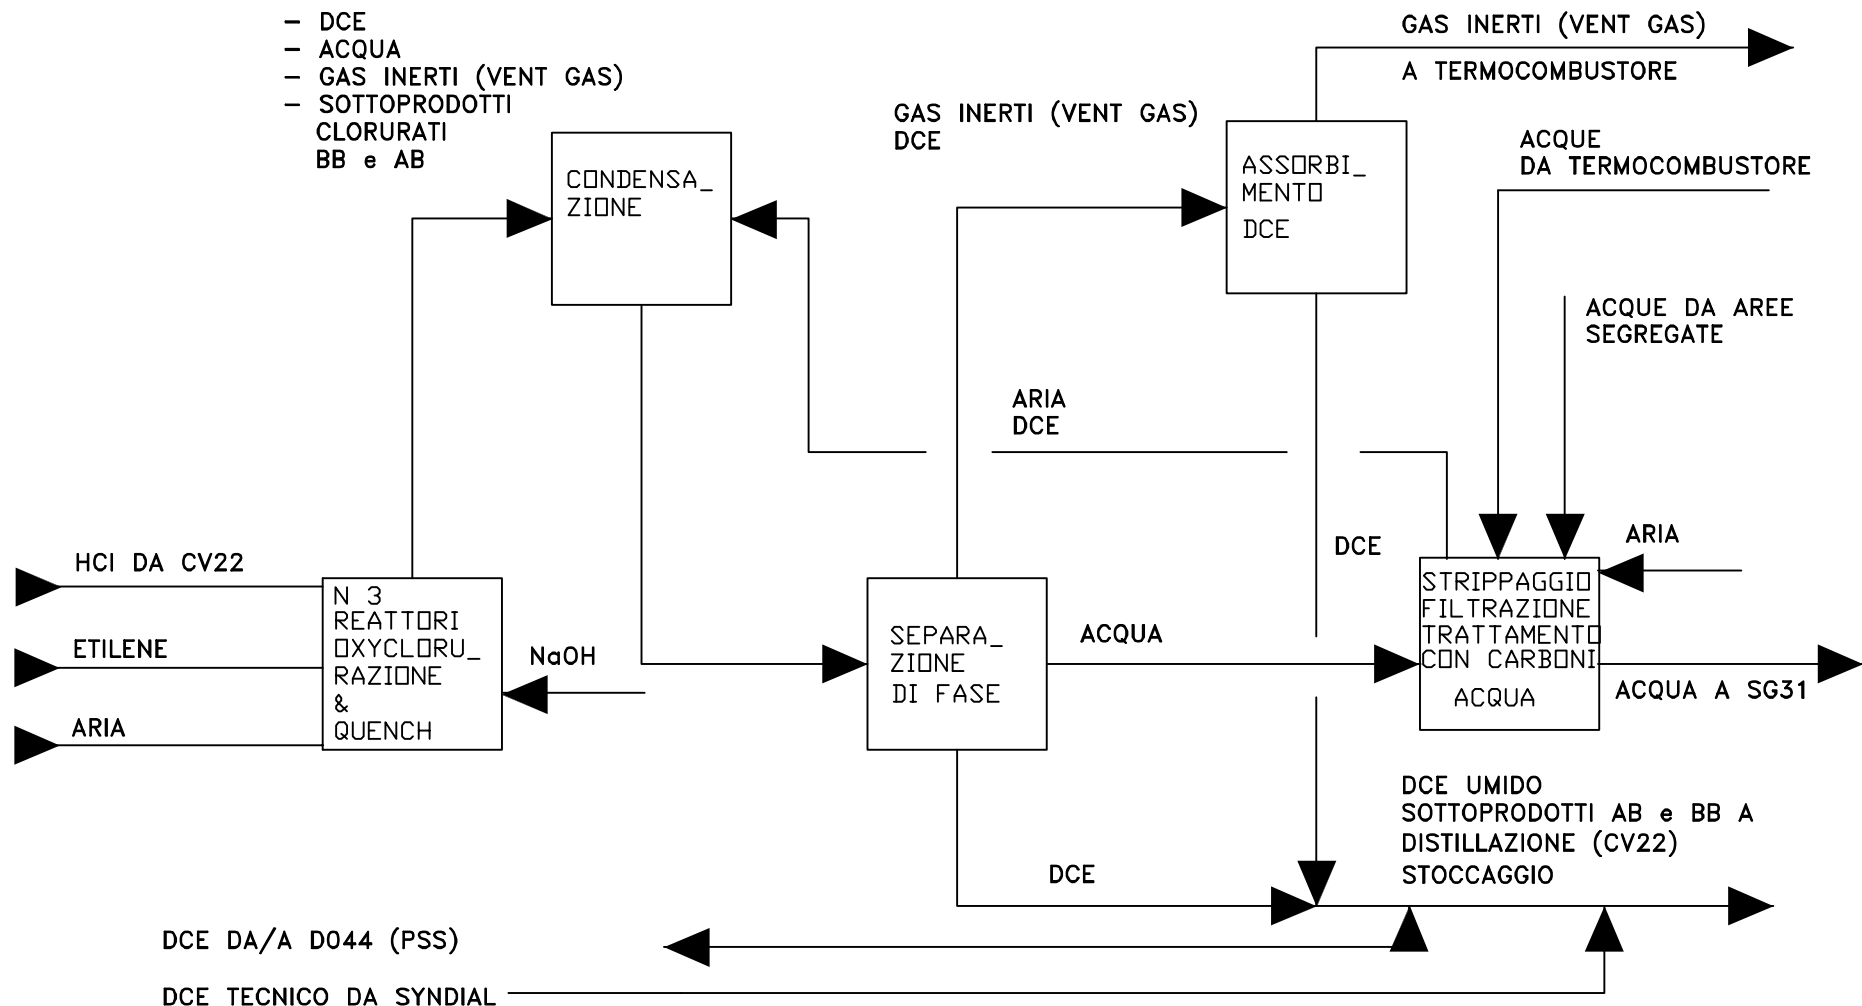 – DCE
– ACQUA
– GAS INERTI (VENT GAS)
– SOTTOPRODOTTI
CLORURATI
BB e AB
GAS INERTI (VENT GAS)
A TERMOCOMBUSTORE
GAS INERTI (VENT GAS)
DCE
CONDENSA_
ZIONE
ASSORBI_
MENTO
DCE
ACQUE
DA TERMOCOMBUSTORE
ACQUE DA AREE
SEGREGATE
ARIA
DCE
HCl DA CV22
ETILENE
ARIA
N 3
REATTORI
OXYCLORU_
RAZIONE
&
QUENCH
NaOH
SEPARA_
ZIONE
DI FASE
ACQUA
DCE
ARIA
STRIPPAGGIO
FILTRAZIONE
TRATTAMENTO
CON CARBONI
ACQUA
ACQUA A SG31
DCE UMIDO
SOTTOPRODOTTI AB e BB A
DISTILLAZIONE (CV22)
STOCCAGGIO
DCE
DCE DA/A DO44 (PSS)
DCE TECNICO DA SYNDIAL